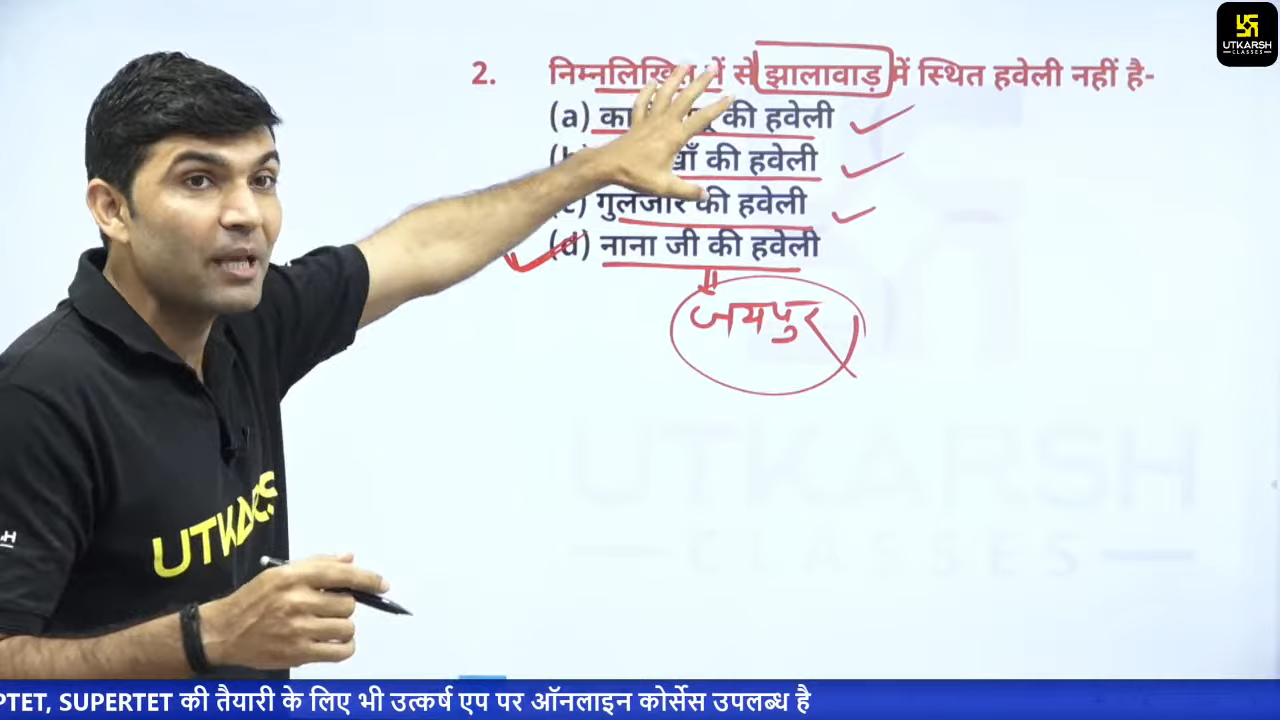 UTKARSH
CLASSES
2. निम्नलिखित में से झालावाड़ में स्थित हवेली नहीं है-
(a) की हवेली
की हवेली
गुलजार की हवेली
(d) नाना जी की हवेली
जयपुर
UTKARSH
CLASSES
UTKARSH
PTET, SUPERTET की तैयारी के लिए भी उत्कर्ष एप पर ऑनलाइन कोर्सेस उपलब्ध है